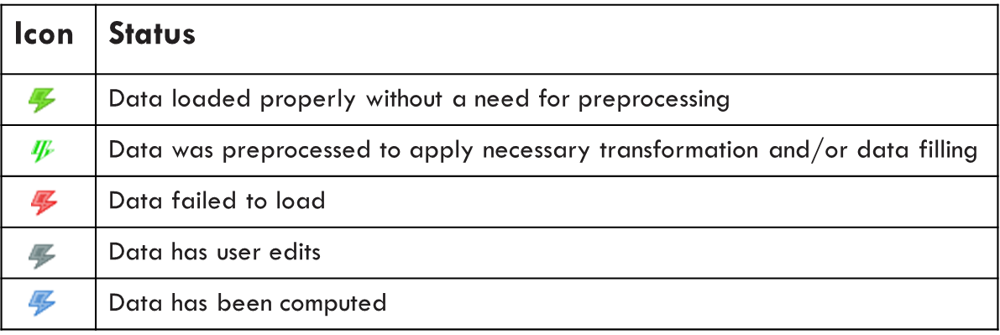 Icon Status
Data loaded properly without a need for preprocessing
Data was preprocessed to apply necessary transformation and/or data filling
Data failed to load
Data has user edits
Data has been computed